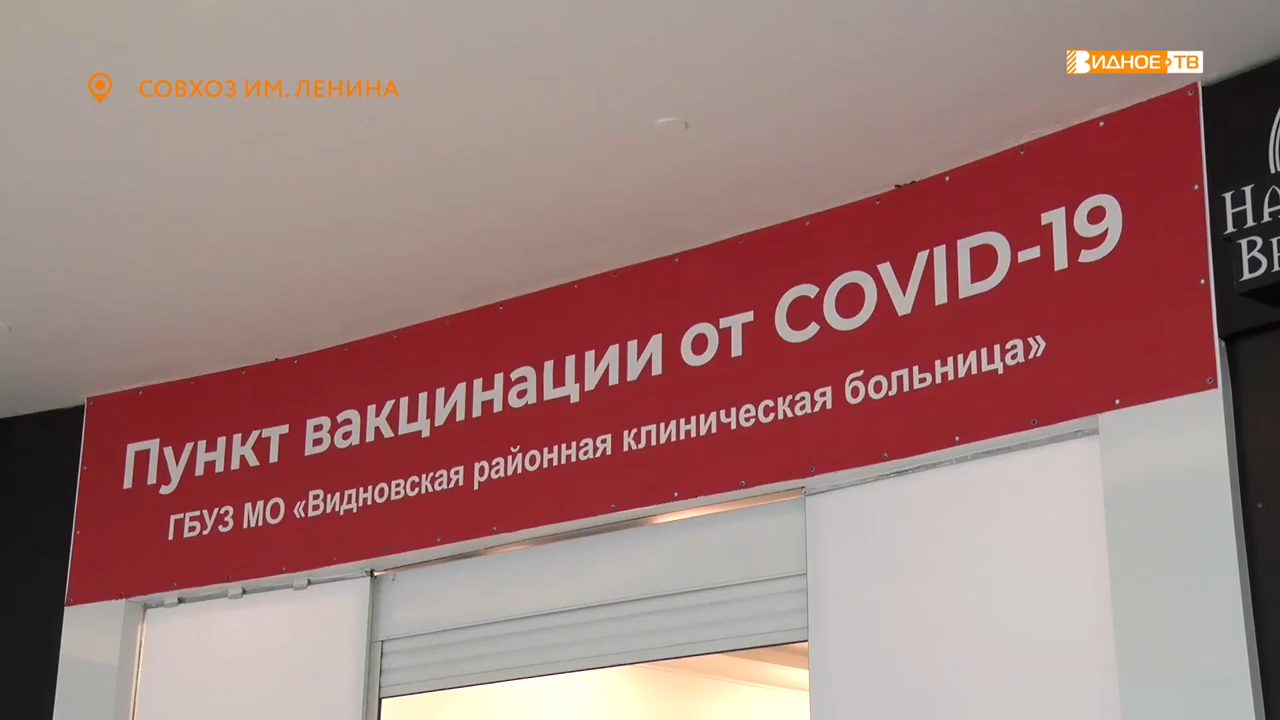 СОВХОЗ ИМ. ЛЕНИНА
ВИДНОЕ ТВ
Пункт вакцинации от COVID-19
ГБУЗ МО «Видновская районная клиническая больница»